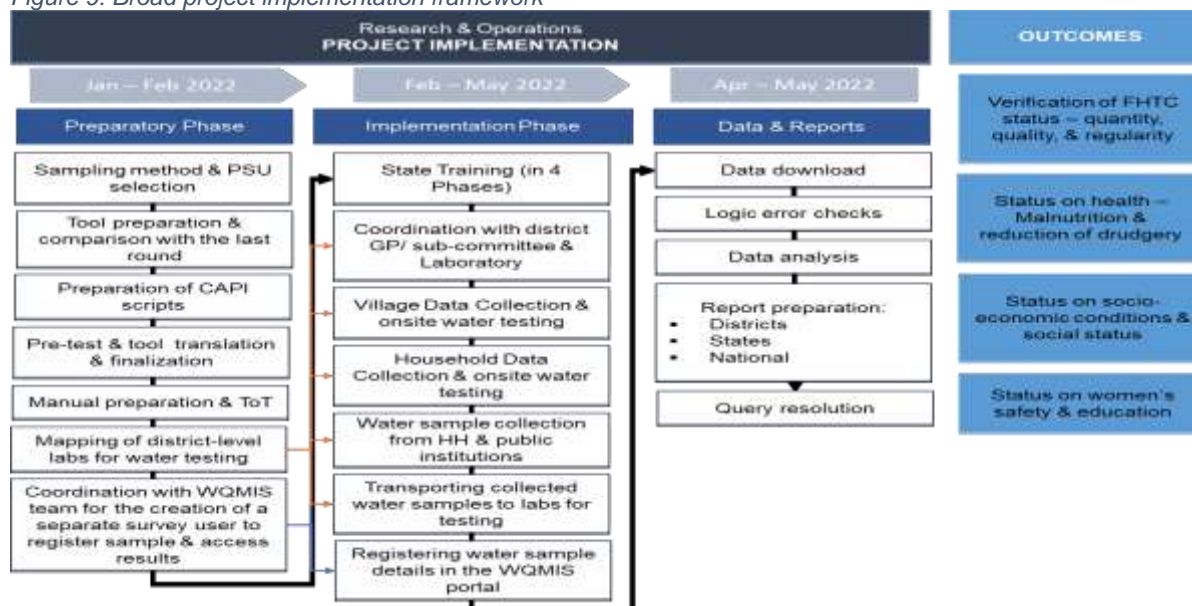 Figure 9: Broad project implementation framework
Research & Operations
PROJECT IMPLEMENTATION
Jan – Feb 2022
Feb – May 2022
Apr – May 2022
Preparatory Phase
Implementation Phase
Data & Reports
Sampling method & PSU
selection
Tool preparation &
comparison with the last
round
Preparation of CAPI
scripts
Pre-test & tool translation
& finalization
Manual preparation & ToT
Mapping of district-level
labs for water testing
Coordination with WQMIS
team for the creation of a
separate survey user to
register sample & access
results
State Training (in 4
Phases)
Coordination with district
GP/ sub-committee &
Laboratory
Village Data Collection &
onsite water testing
Household Data
Collection & onsite water
testing
Water sample collection
from HH & public
institutions
Transporting collected
water samples to labs for
testing
Registering water sample
details in the WQMIS
portal
Data download
Logic error checks
Data analysis
Report preparation:
▪ Districts
▪ States
▪ National
Query resolution
OUTCOMES
Verification of FHTC
status – quantity,
quality, & regularity
Status on health –
Malnutrition &
reduction of drudgery
Status on socio-
economic conditions &
social status
Status on women's
safety & education